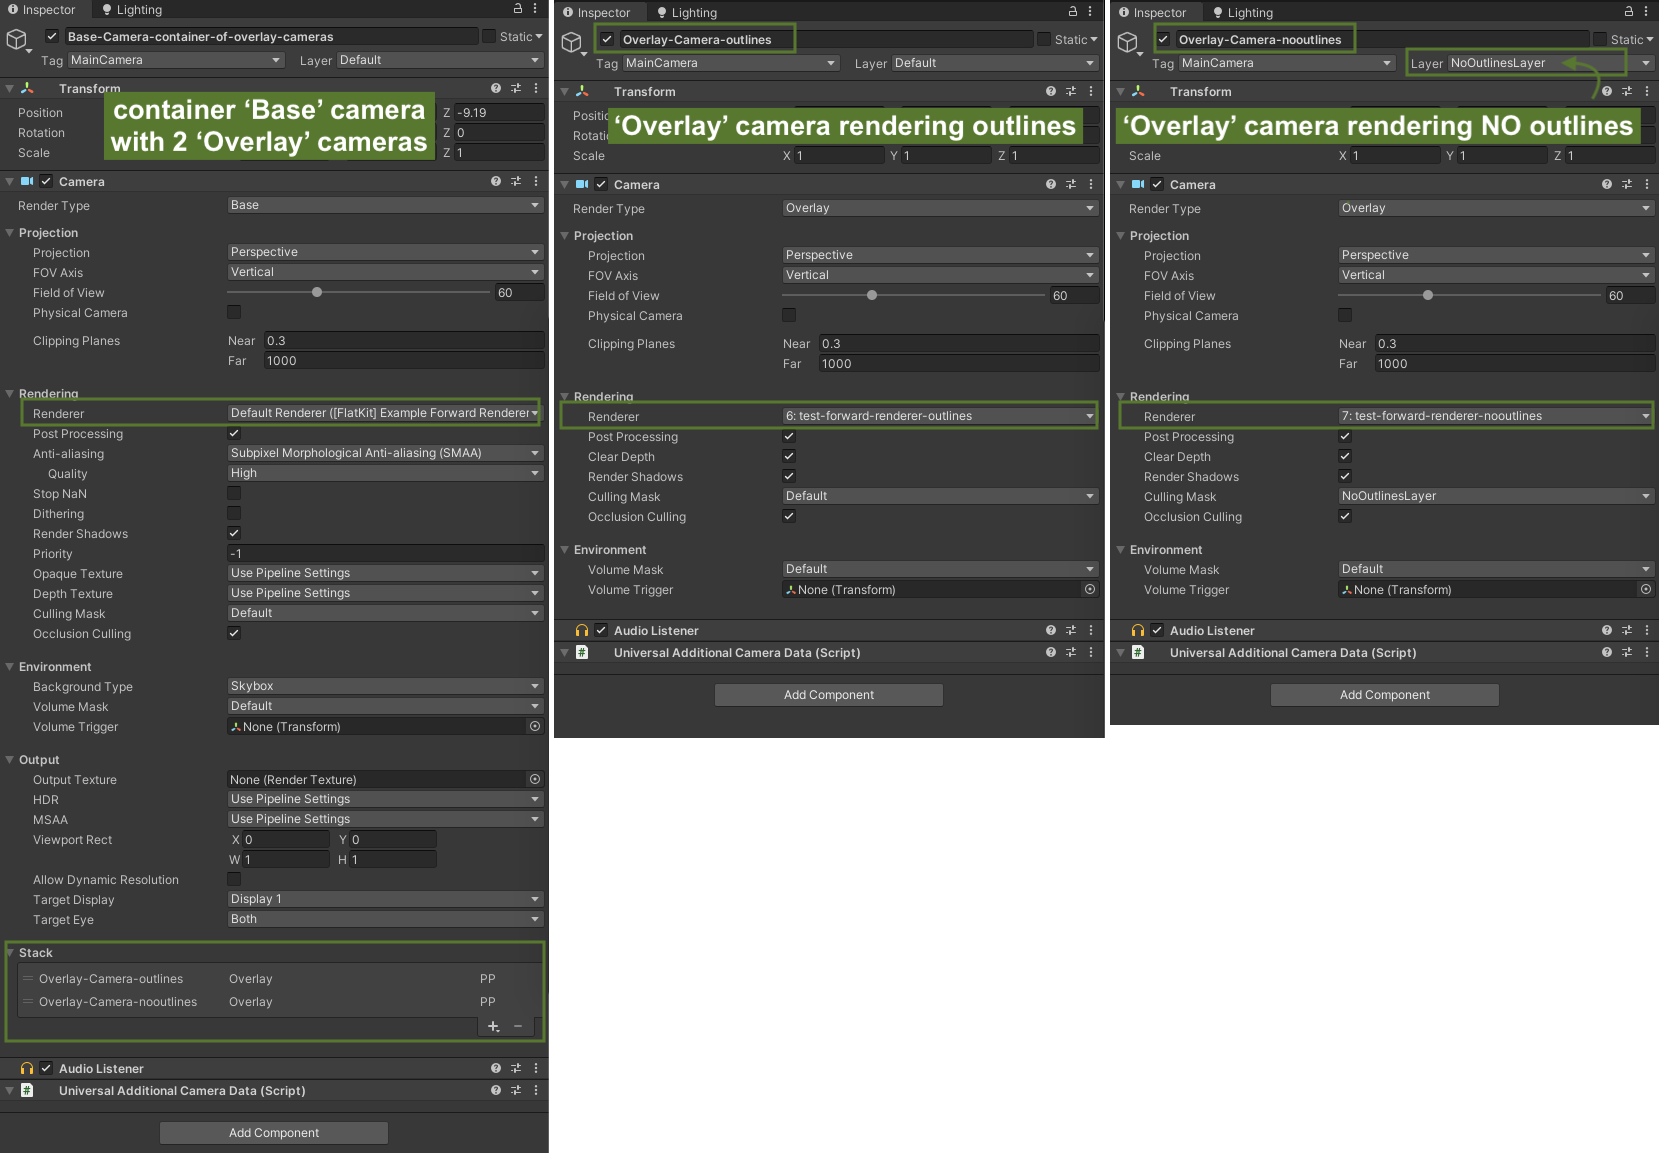 Inspector
Lighting
Base-Camera-container-of-overlay-cameras
Static
Tag MainCamera
Layer Default
Transform
Position
Z -9.19
Rotation
Z 0
Scale
Z 1
container ‘Base’ camera
with 2 ‘Overlay’ cameras
Camera
Render Type Base
Projection
Projection Perspective
FOV Axis Vertical
Field of View 60
Physical Camera
Clipping Planes Near 0.3
Far 1000
Rendering
Renderer Default Renderer ([FlatKit] Example Forward Renderer
Post Processing
Anti-aliasing Subpixel Morphological Anti-aliasing (SMAA)
Quality High
Stop NaN
Dithering
Render Shadows
Priority -1
Opaque Texture Use Pipeline Settings
Depth Texture Use Pipeline Settings
Culling Mask Default
Occlusion Culling
Environment
Background Type Skybox
Volume Mask Default
Volume Trigger None (Transform)
Output
Output Texture None (Render Texture)
HDR Use Pipeline Settings
MSAA Use Pipeline Settings
Viewport Rect X 0 Y 0
W 1 H 1
Allow Dynamic Resolution
Target Display Display 1
Target Eye Both
Stack
Overlay-Camera-outlines Overlay PP
Overlay-Camera-nooutlines Overlay PP
Audio Listener
# Universal Additional Camera Data (Script)
Add Component
Inspector
Lighting
Overlay-Camera-outlines
Static
Tag MainCamera
Layer Default
Transform
‘Overlay’ camera rendering outlines
Scale X 1 Y 1 Z 1
Camera
Render Type Overlay
Projection
Projection Perspective
FOV Axis Vertical
Field of View 60
Physical Camera
Clipping Planes Near 0.3
Far 1000
Rendering
Renderer 6: test-forward-renderer-outlines
Post Processing
Clear Depth
Render Shadows
Culling Mask Default
Occlusion Culling
Environment
Volume Mask Default
Volume Trigger None (Transform)
Audio Listener
# Universal Additional Camera Data (Script)
Add Component
Inspector
Lighting
Overlay-Camera-nooutlines
Static
Tag MainCamera
Layer NoOutlinesLayer
Transform
‘Overlay’ camera rendering NO outlines
Scale X 1 Y 1 Z 1
Camera
Render Type Overlay
Projection
Projection Perspective
FOV Axis Vertical
Field of View 60
Physical Camera
Clipping Planes Near 0.3
Far 1000
Rendering
Renderer 7: test-forward-renderer-nooutlines
Post Processing
Clear Depth
Render Shadows
Culling Mask NoOutlinesLayer
Occlusion Culling
Environment
Volume Mask Default
Volume Trigger None (Transform)
Audio Listener
# Universal Additional Camera Data (Script)
Add Component